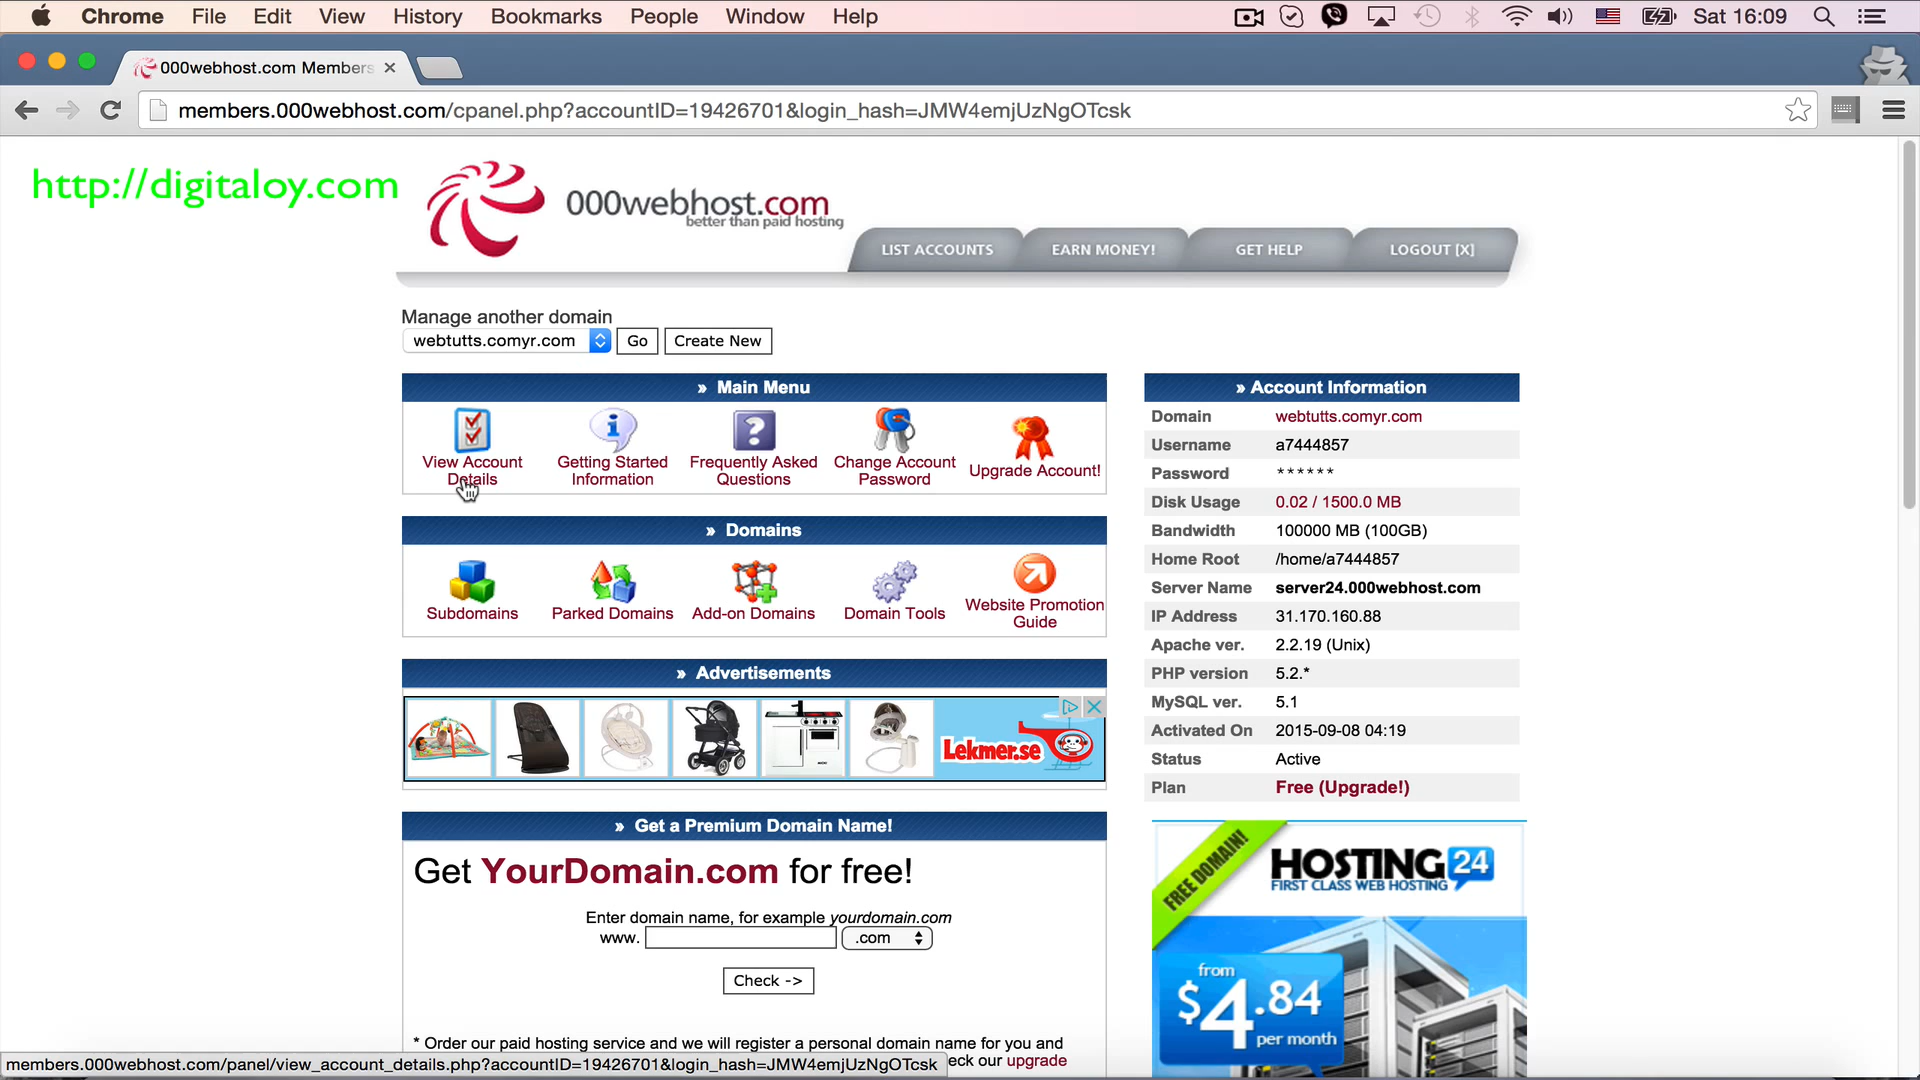 Chrome File Edit View History Bookmarks People Window Help Sat 16:09
000webhost.com Members
members.000webhost.com/cpanel.php?accountID=19426701&login_hash=JMW4emjUzNgOTcsk
http://digitaloy.com
000webhost.com
better than paid hosting
LIST ACCOUNTS EARN MONEY! GET HELP LOGOUT [X]
Manage another domain
webtutts.comyr.com Go Create New
» Main Menu
View Account Details
Getting Started Information
Frequently Asked Questions
Change Account Password
Upgrade Account!
» Domains
Subdomains
Parked Domains
Add-on Domains
Domain Tools
Website Promotion Guide
» Advertisements
Lekmer.se
» Get a Premium Domain Name!
Get YourDomain.com for free!
Enter domain name, for example yourdomain.com
www. .com
Check ->
* Order our paid hosting service and we will register a personal domain name for you and
eck our upgrade
» Account Information
Domain webtutts.comyr.com
Username a7444857
Password ******
Disk Usage 0.02 / 1500.0 MB
Bandwidth 100000 MB (100GB)
Home Root /home/a7444857
Server Name server24.000webhost.com
IP Address 31.170.160.88
Apache ver. 2.2.19 (Unix)
PHP version 5.2.*
MySQL ver. 5.1
Activated On 2015-09-08 04:19
Status Active
Plan Free (Upgrade!)
FREE DOMAIN!
HOSTING 24
FIRST CLASS WEB HOSTING
from
$4.84
per month
members.000webhost.com/panel/view_account_details.php?accountID=19426701&login_hash=JMW4emjUzNgOTcsk